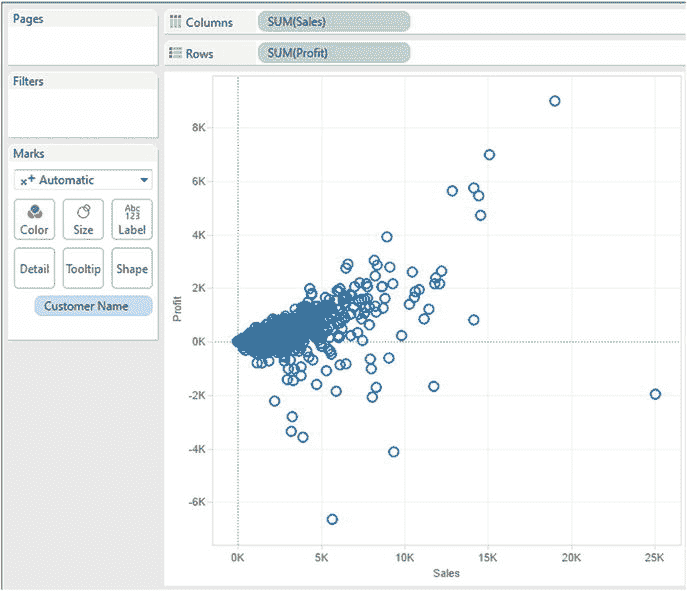 Pages
Columns SUM(Sales)
Rows SUM(Profit)
Filters
Marks
Automatic
Color Size Abc 123 Label
Detail Tooltip Shape
Customer Name
Profit
8K
6K
4K
2K
0K
-2K
-4K
-6K
0K 5K 10K 15K 20K 25K
Sales